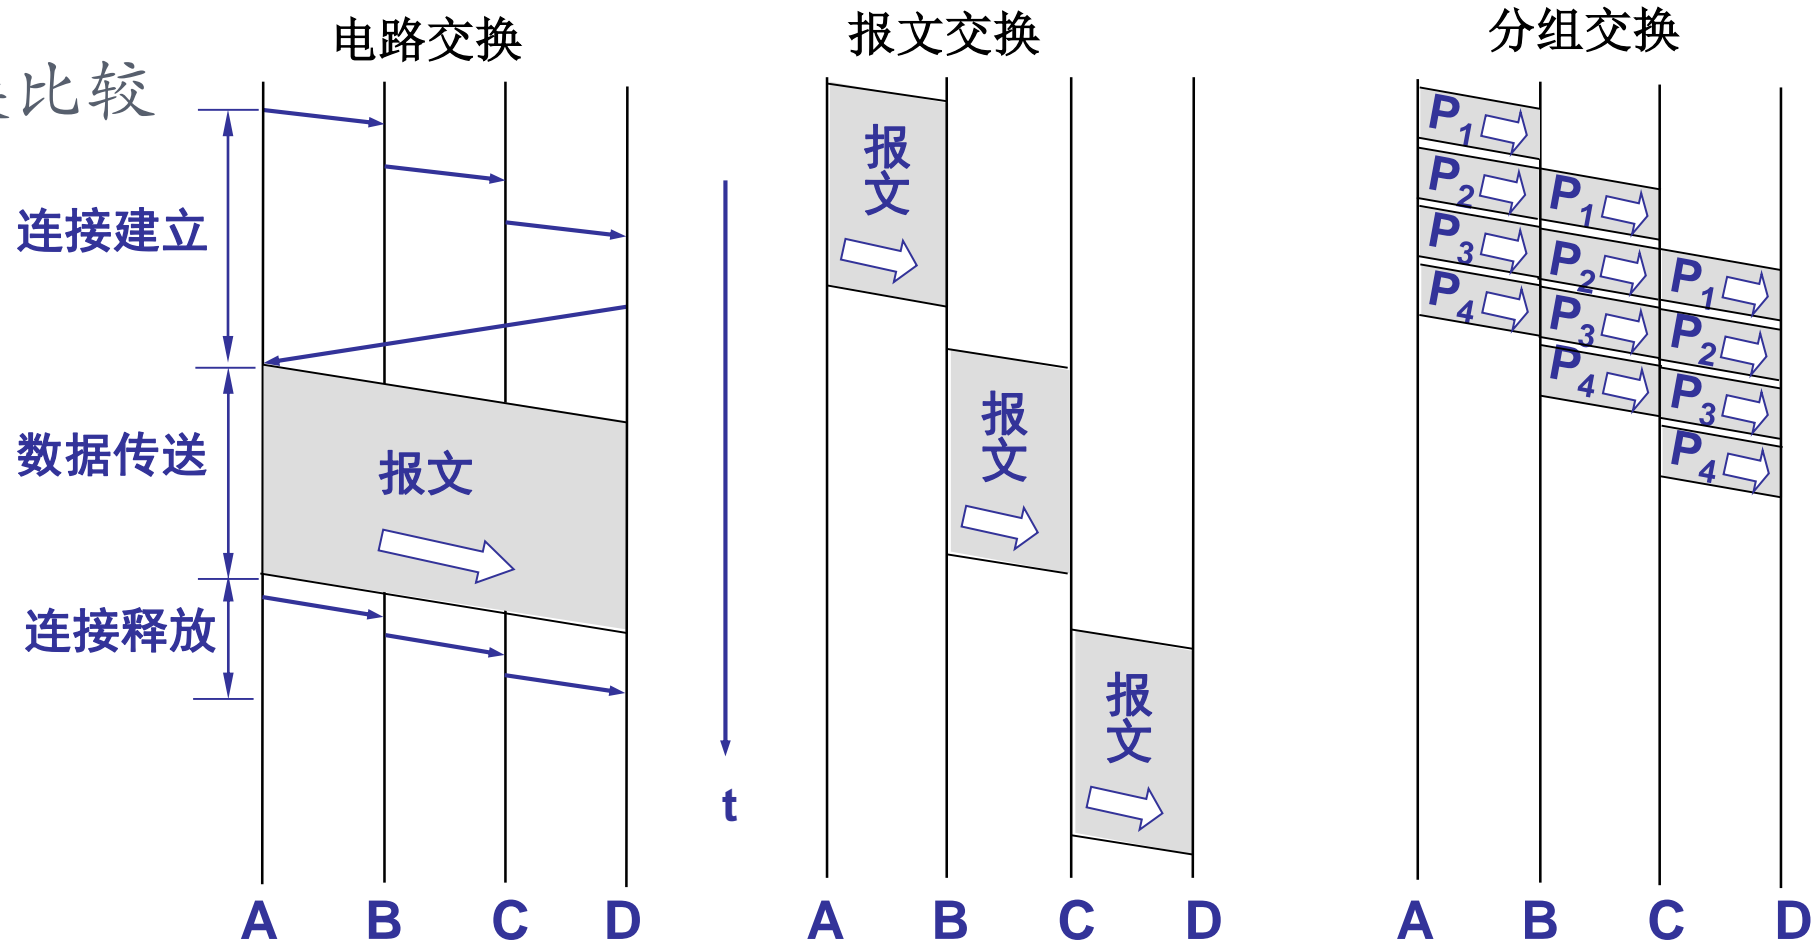 比较
电路交换
报文交换
分组交换
连接建立
数据传送
连接释放
报文
A B C D
t
报
文
报
文
报
文
A B C D
P1
P2 P1
P3 P2 P1
P4 P3 P2
P4 P3
P4
A B C D